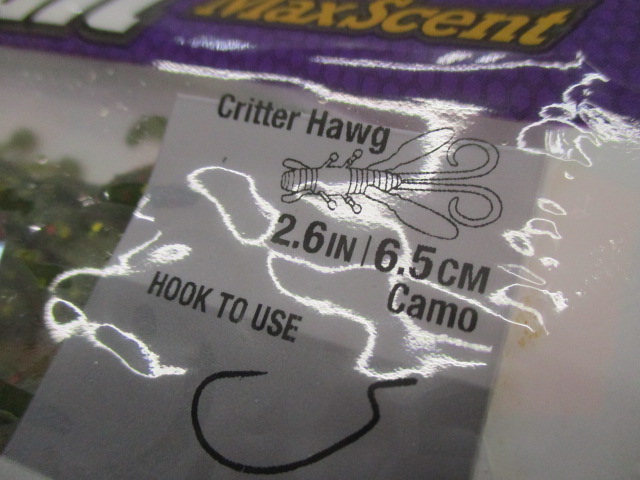 MaxScent
Critter Hawg
2.6IN/6.5CM
Camo
HOOK TO USE